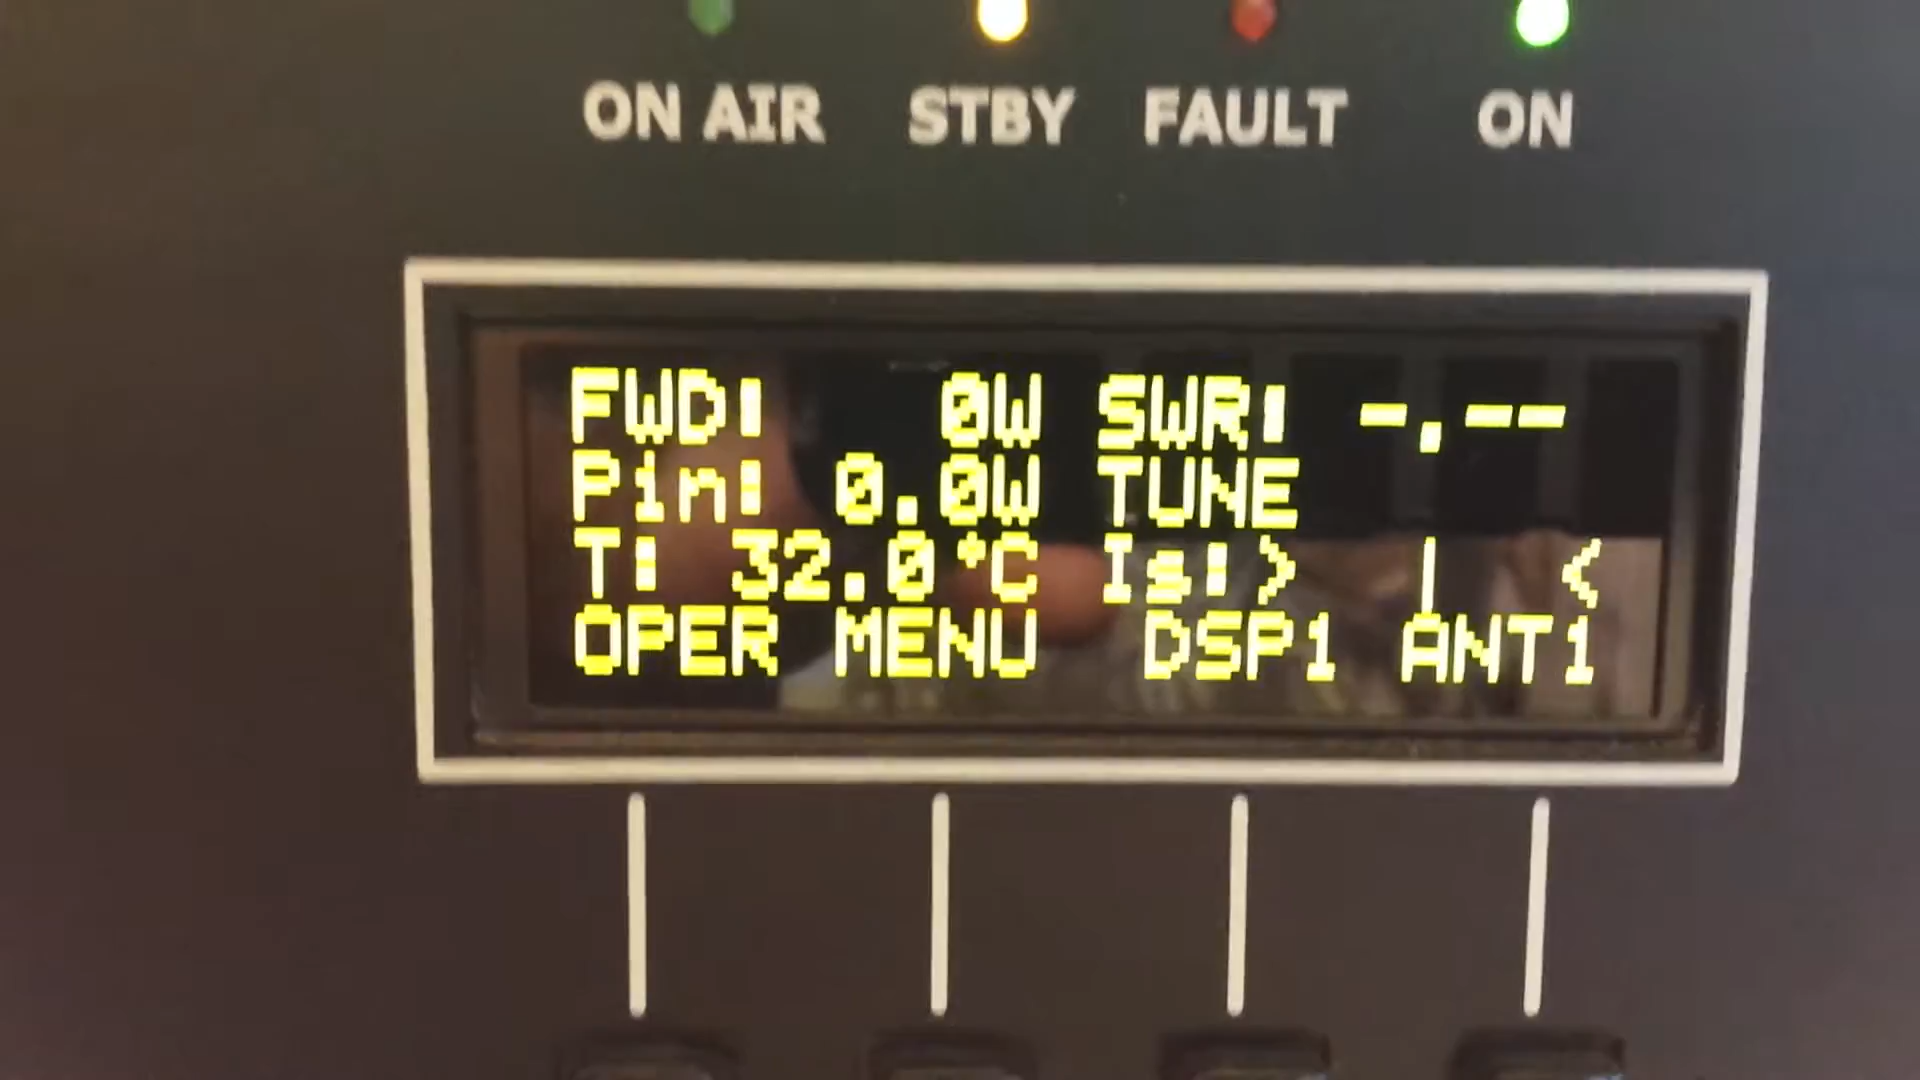 ON AIR STBY FAULT ON
FWD: 0W SWR: -.--
Pin: 0.0W TUNE
T: 32.0°C Is:> | <
OPER MENU DSP1 ANT1